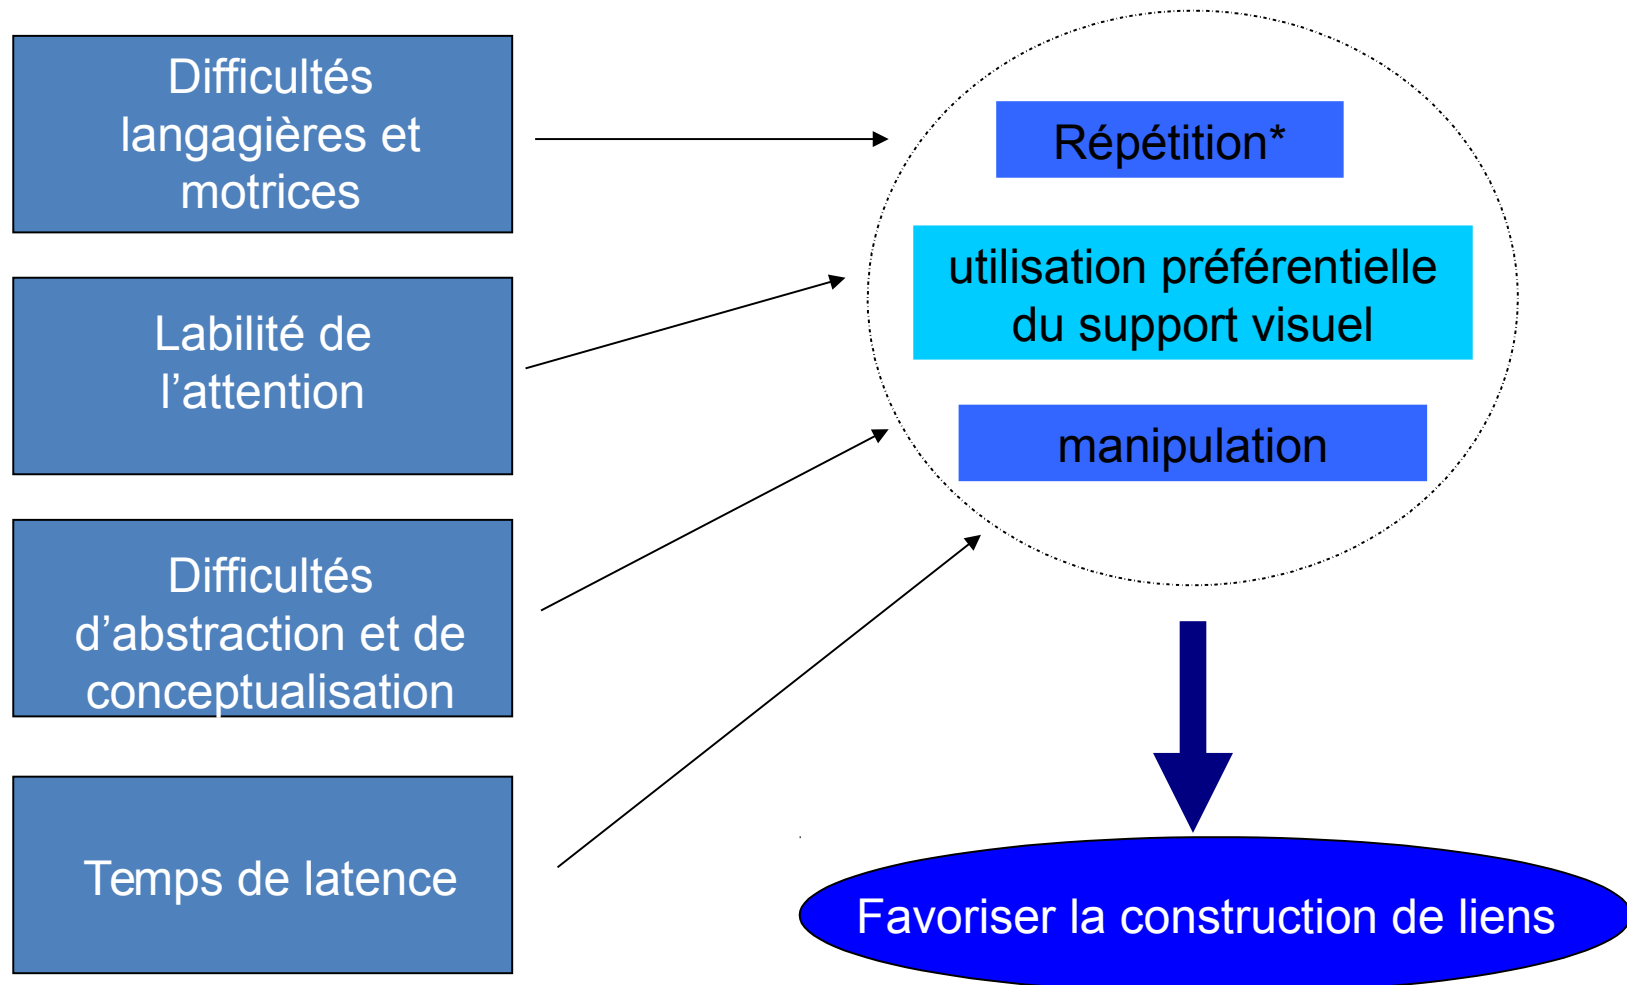 Difficultés
langagières et
motrices
Labilité de
l’attention
Difficultés
d’abstraction et de
conceptualisation
Temps de latence
Répétition*
utilisation préférentielle
du support visuel
manipulation
Favoriser la construction de liens